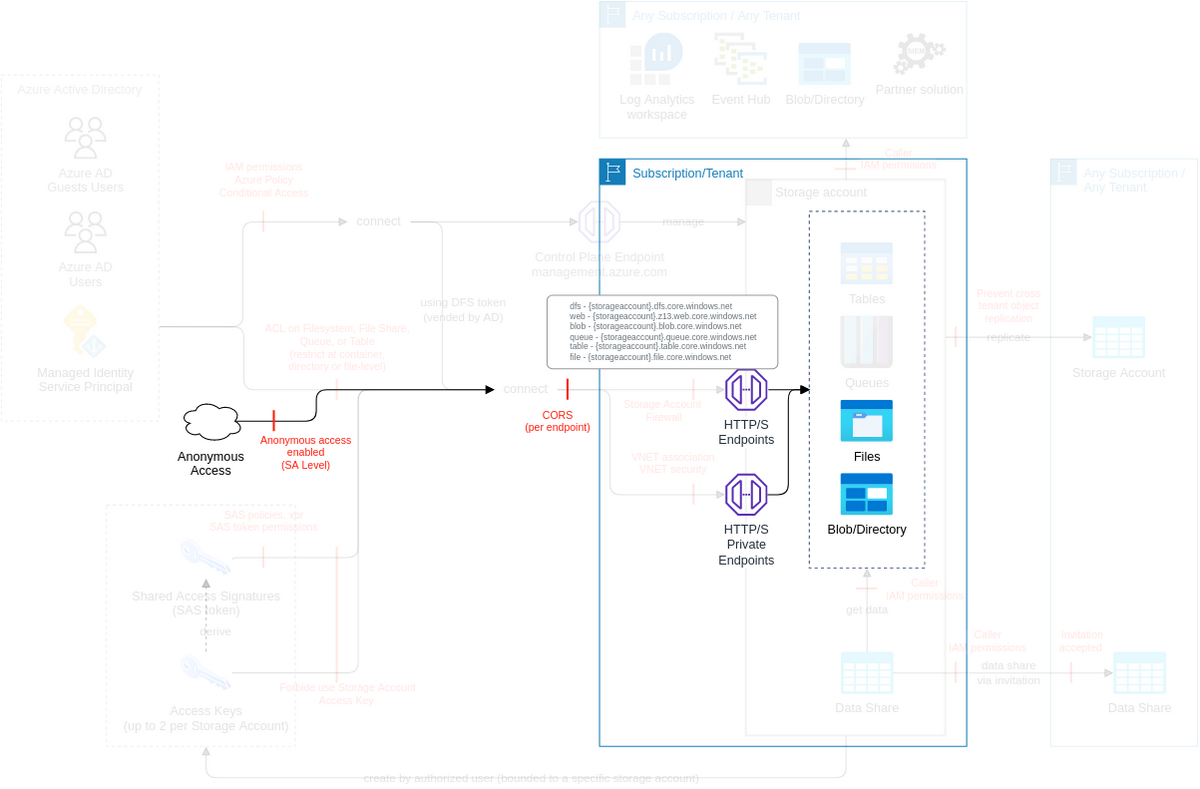 Any Subscription / Any Tenant
Log Analytics
workspace
Event Hub
Blob/Directory
SIEM
Partner solution
Azure Active Directory
Azure AD
Guests Users
Azure AD
Users
Managed Identity
Service Principal
IAM permissions
Azure Policy
Conditional Access
connect
Caller
IAM permissions
Subscription/Tenant
Storage account
manage
Control Plane Endpoint
management.azure.com
using DFS token
(vended by AD)
ACL on Filesystem, File Share,
Queue, or Table
(restrict at container,
directory or file-level)
dfs - {storageaccount}.dfs.core.windows.net
web - {storageaccount}.z13.web.core.windows.net
blob - {storageaccount}.blob.core.windows.net
queue - {storageaccount}.queue.core.windows.net
table - {storageaccount}.table.core.windows.net
file - {storageaccount}.file.core.windows.net
Tables
Queues
Files
Blob/Directory
Any Subscription /
Any Tenant
Prevent cross
tenant object
replication
replicate
Storage Account
connect
CORS
(per endpoint)
Storage Account
Firewall
HTTP/S
Endpoints
VNET association
VNET security
HTTP/S
Private
Endpoints
Anonymous
Access
Anonymous access
enabled
(SA Level)
SAS policies, xpi
SAS token permissions
Shared Access Signatures
(SAS token)
derive
Access Keys
(up to 2 per Storage Account)
Forbide use Storage Account
Access Key
Caller
IAM permissions
get data
Data Share
Caller
IAM permissions
data share
via invitation
Invitation
accepted
Data Share
create by authorized user (bounded to a specific storage account)